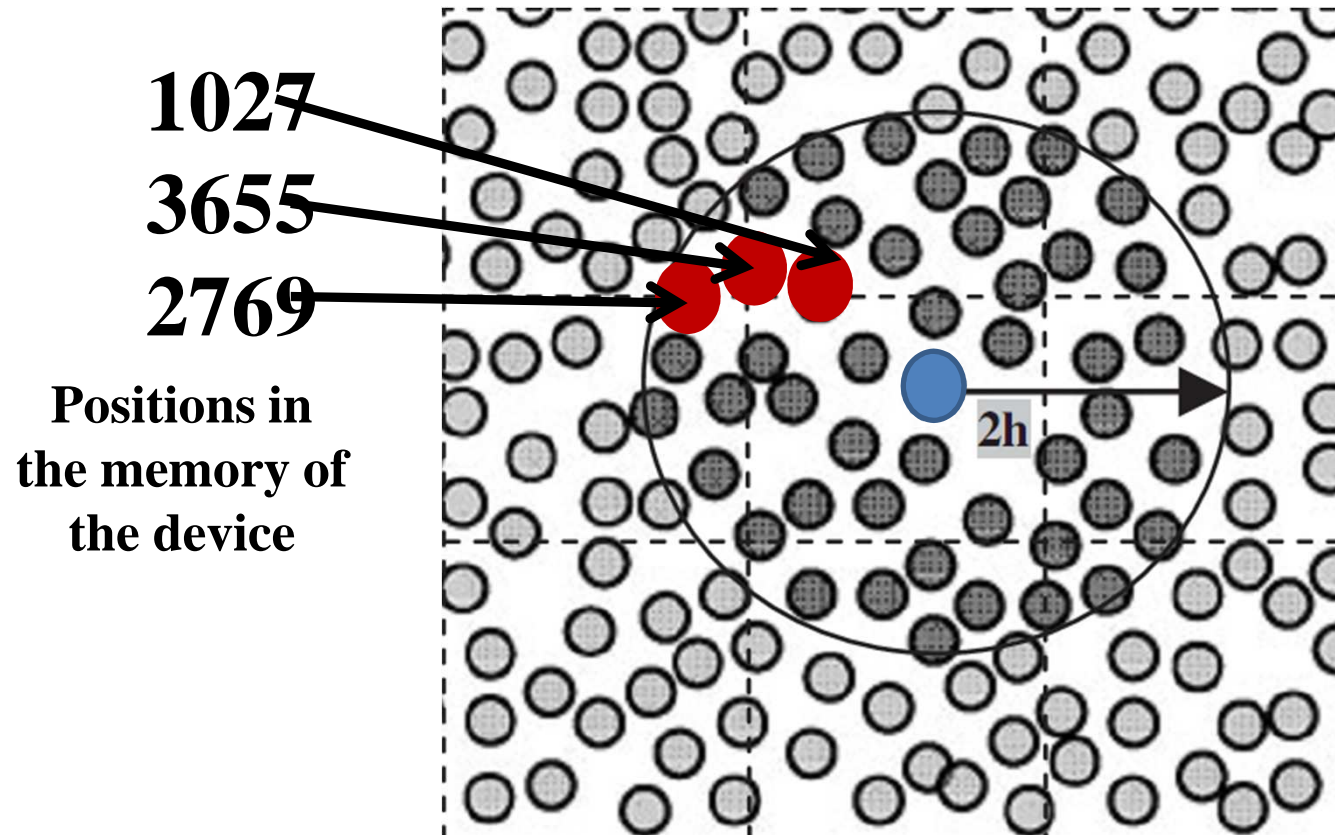 1027
3655
2769
Positions in
the memory of
the device
2h